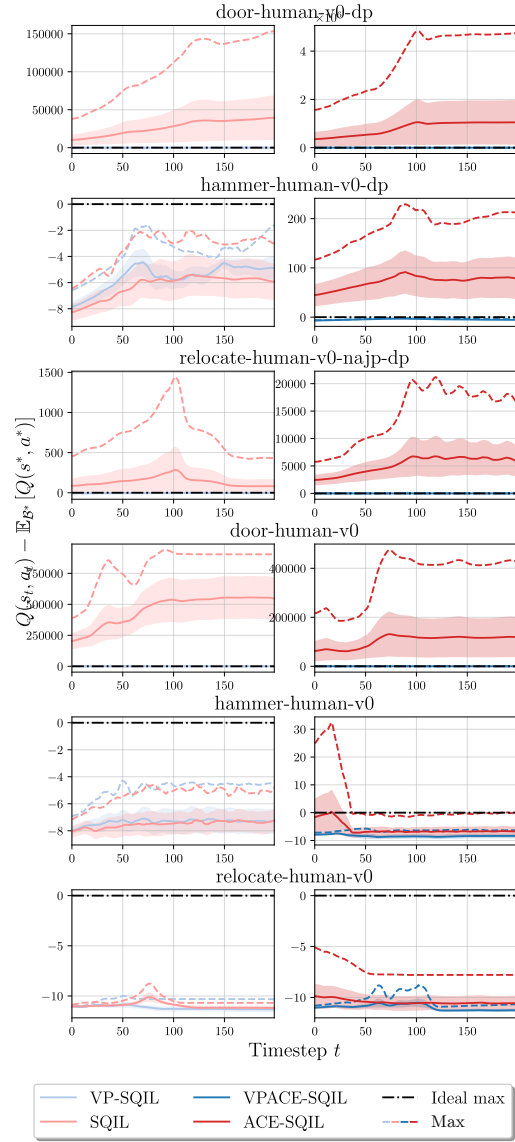 door-human-v0-dp
150000
100000
50000
0
0 50 100 150
4
2
0
0 50 100 150
hammer-human-v0-dp
0
−2
−4
−6
−8
0 50 100 150
200
100
0
0 50 100 150
relocate-human-v0-najp-dp
1500
1000
500
0
0 50 100 150
20000
15000
10000
5000
0
0 50 100 150
Q(s_t, a_t) − 𝔼_{ℬ*} [Q(s*, a*)]
door-human-v0
500000
250000
0
0 50 100 150
400000
200000
0
0 50 100 150
hammer-human-v0
0
−2
−4
−6
−8
0 50 100 150
30
20
10
0
−10
0 50 100 150
relocate-human-v0
0
−5
−10
0 50 100 150
0
−5
−10
0 50 100 150
Timestep t
VP-SQIL VPACE-SQIL Ideal max
SQIL ACE-SQIL Max